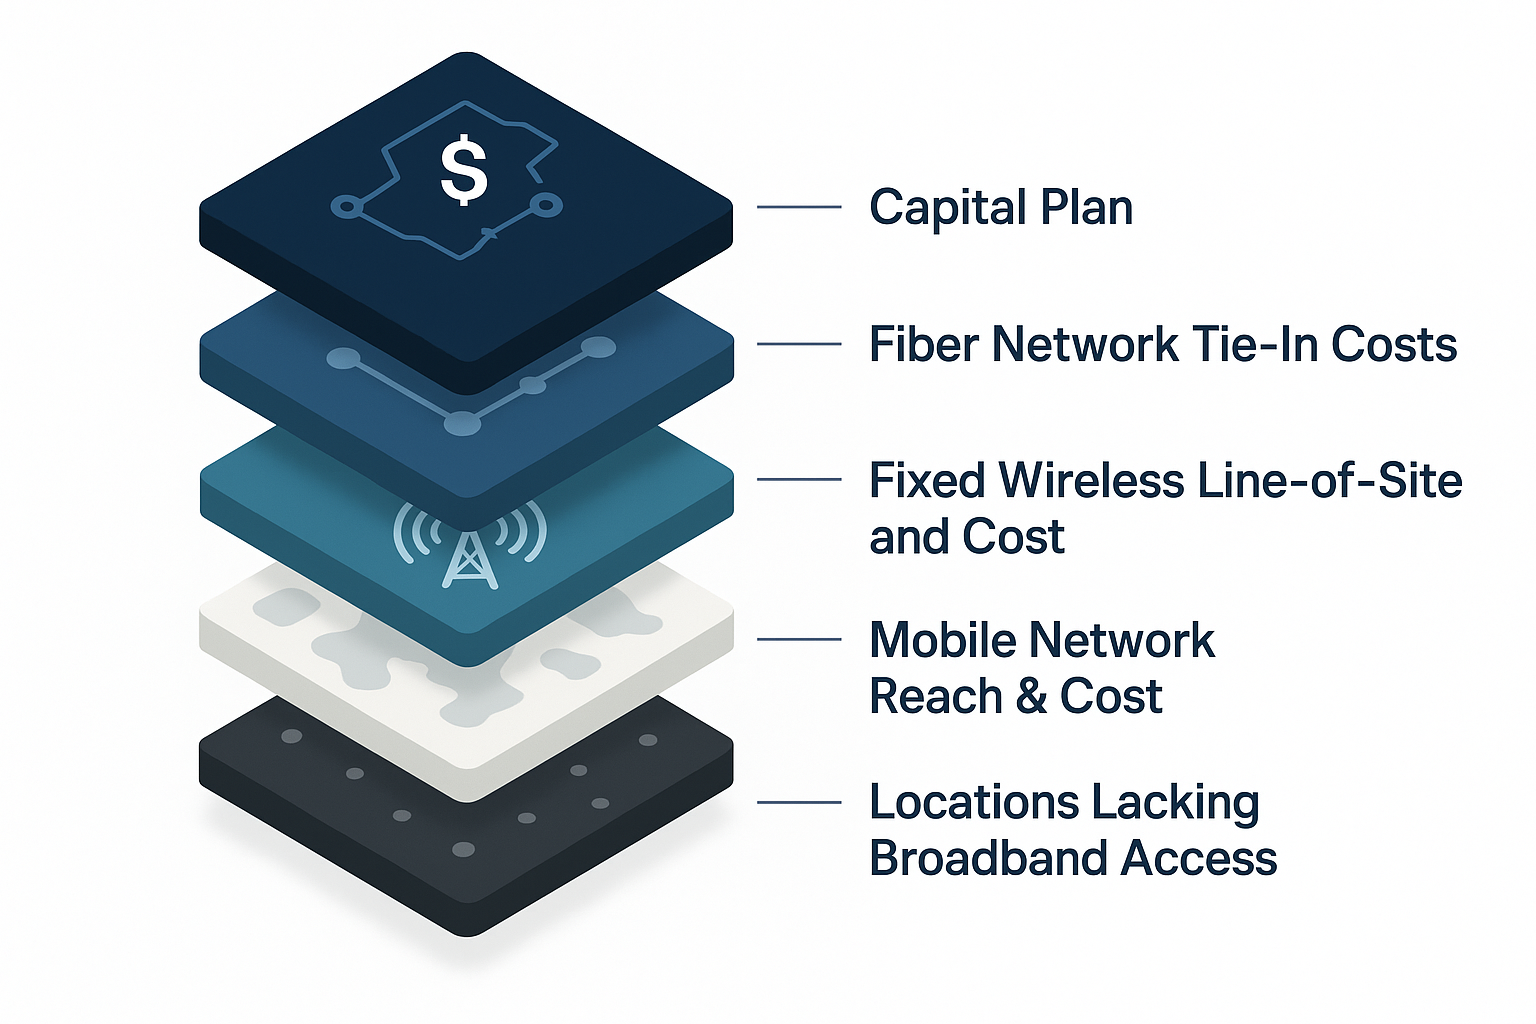 $
Capital Plan
Fiber Network Tie-In Costs
Fixed Wireless Line-of-Site
and Cost
Mobile Network
Reach & Cost
Locations Lacking
Broadband Access